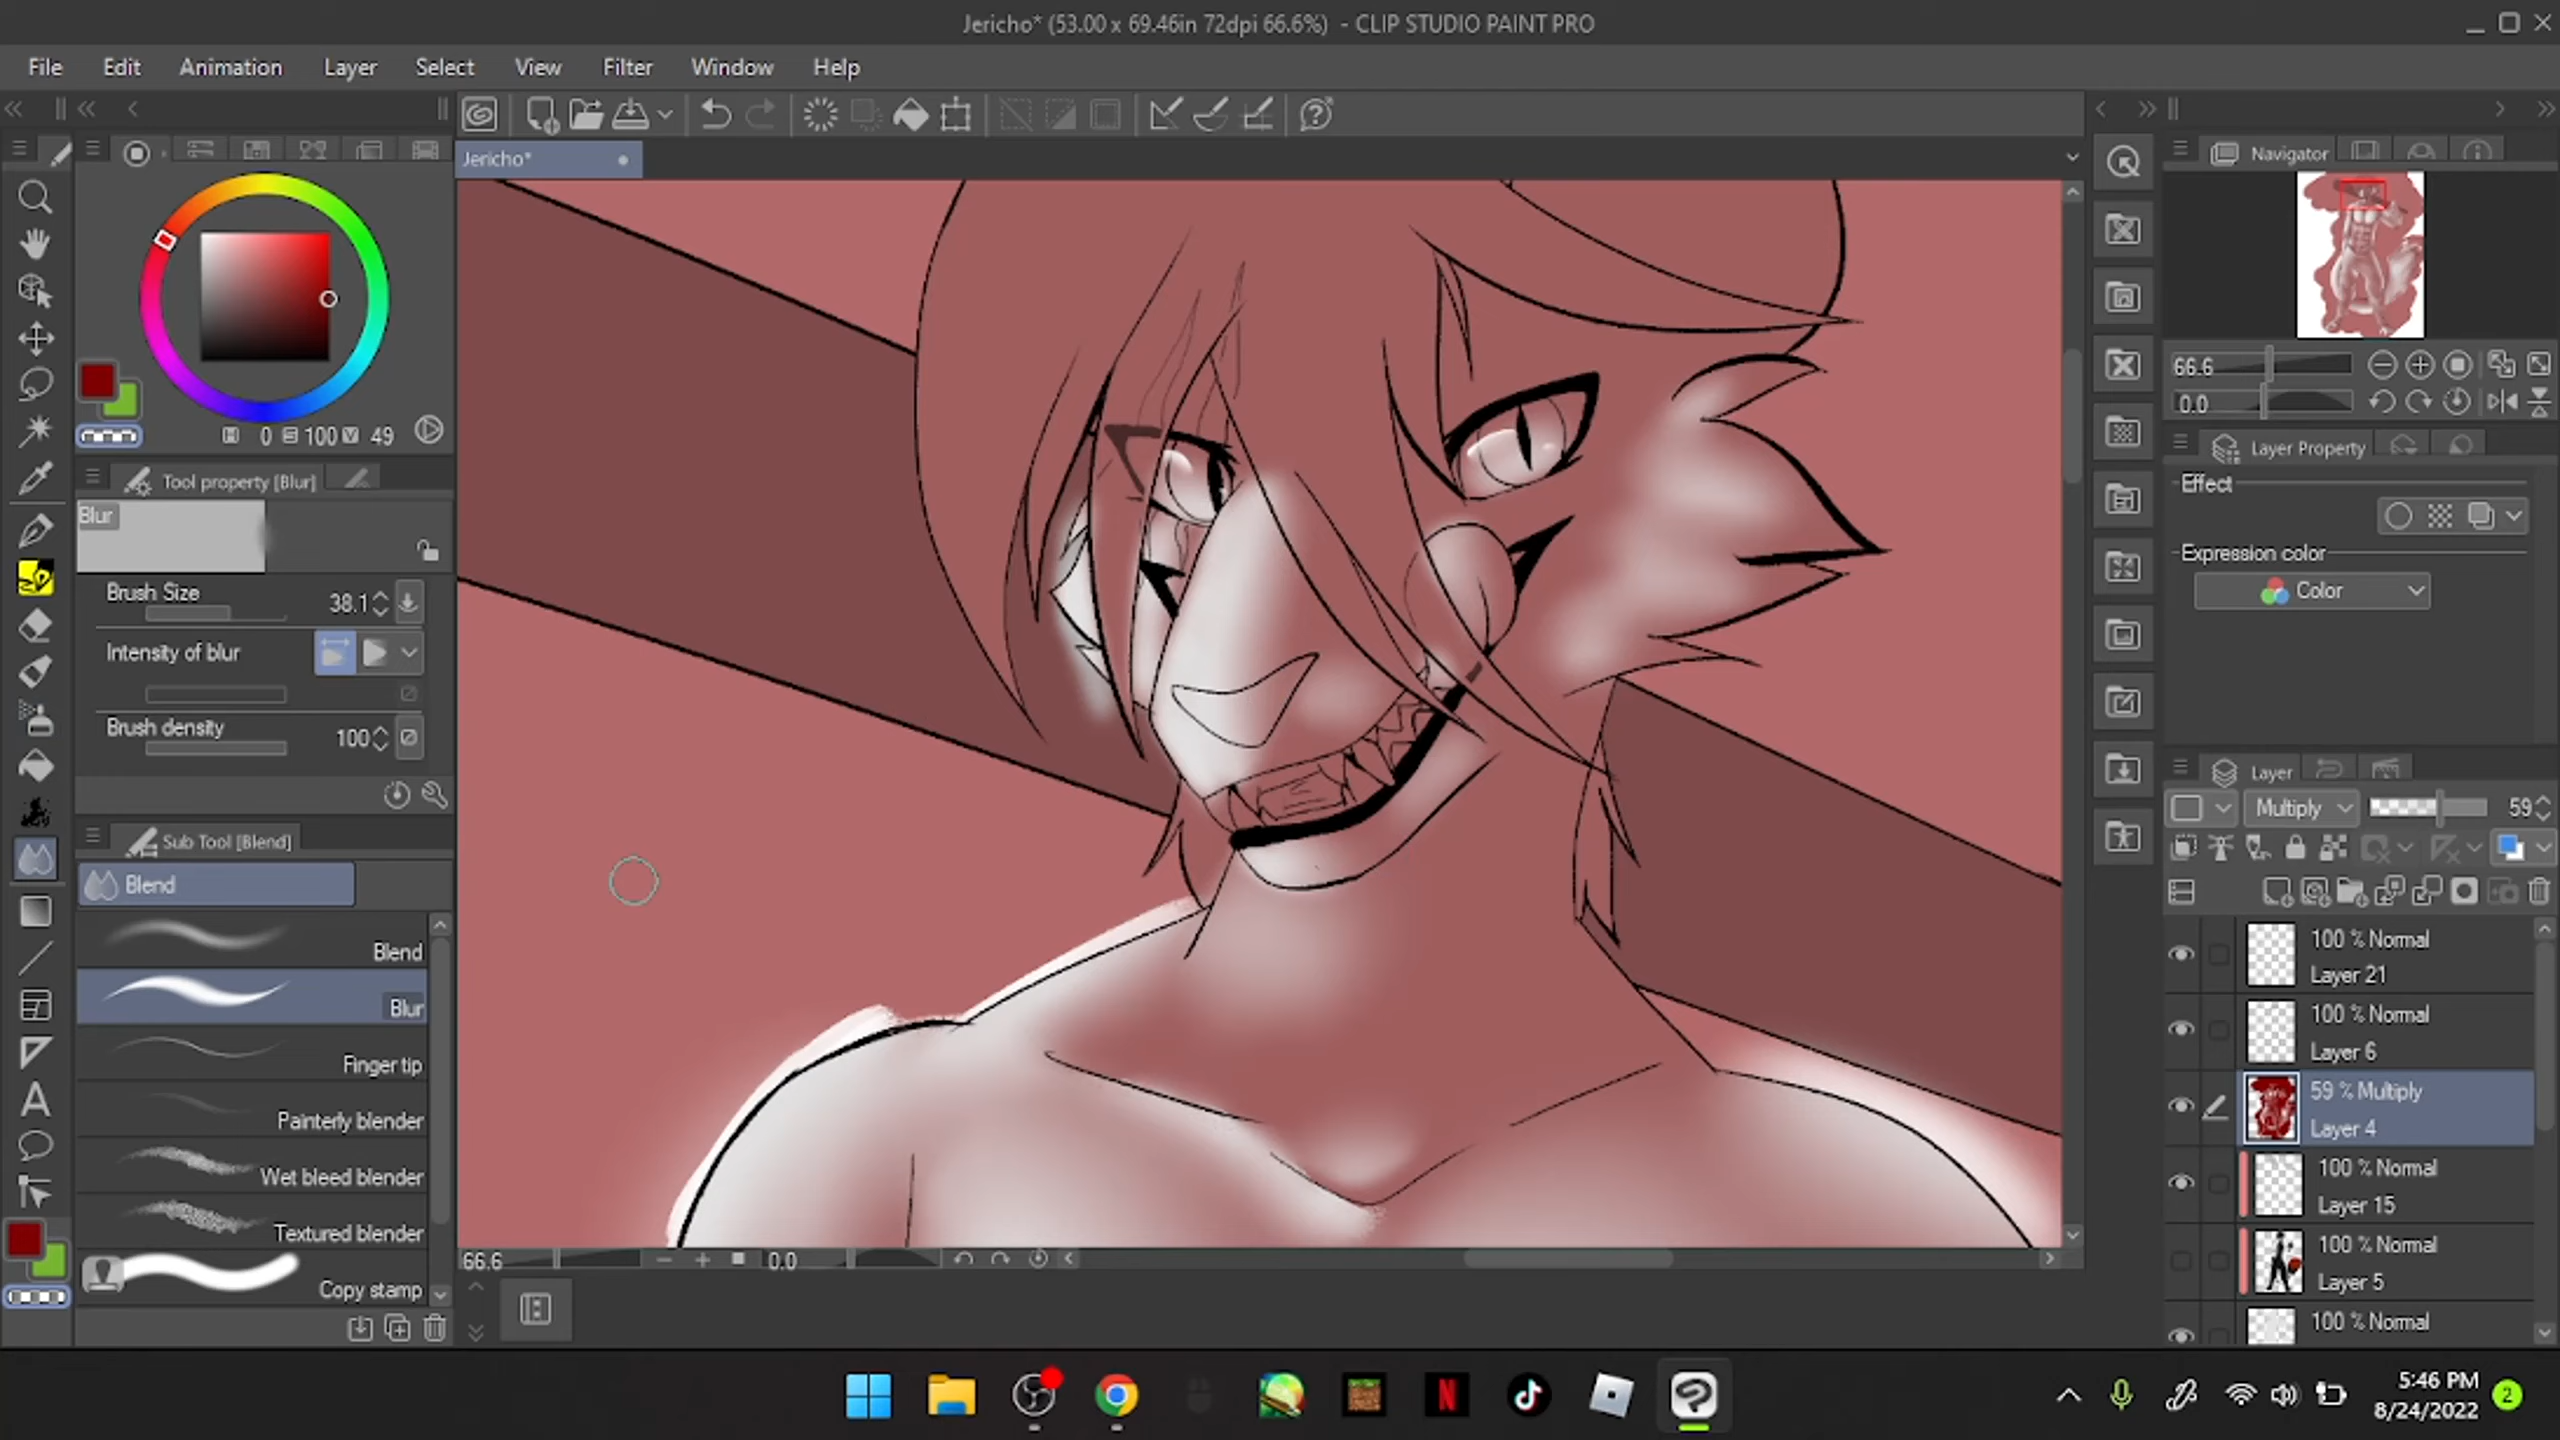 Jericho* (53.00 x 69.46in 72dpi 66.6%) - CLIP STUDIO PAINT PRO
File Edit Animation Layer Select View Filter Window Help
Jericho*
Navigator
0 100 49
66.6
0.0
Tool property [Blur]
Layer Property
Blur
Effect
Expression color
Color
Brush Size
38.1
Intensity of blur
Brush density
100
Layer
Multiply
59
Sub Tool [Blend]
Blend
Blend
Blur
Finger tip
Painterly blender
Wet bleed blender
Textured blender
Copy stamp
100 % Normal
Layer 21
100 % Normal
Layer 6
59 % Multiply
Layer 4
100 % Normal
Layer 15
100 % Normal
Layer 5
100 % Normal
66.6
0.0
N
5:46 PM
8/24/2022
2